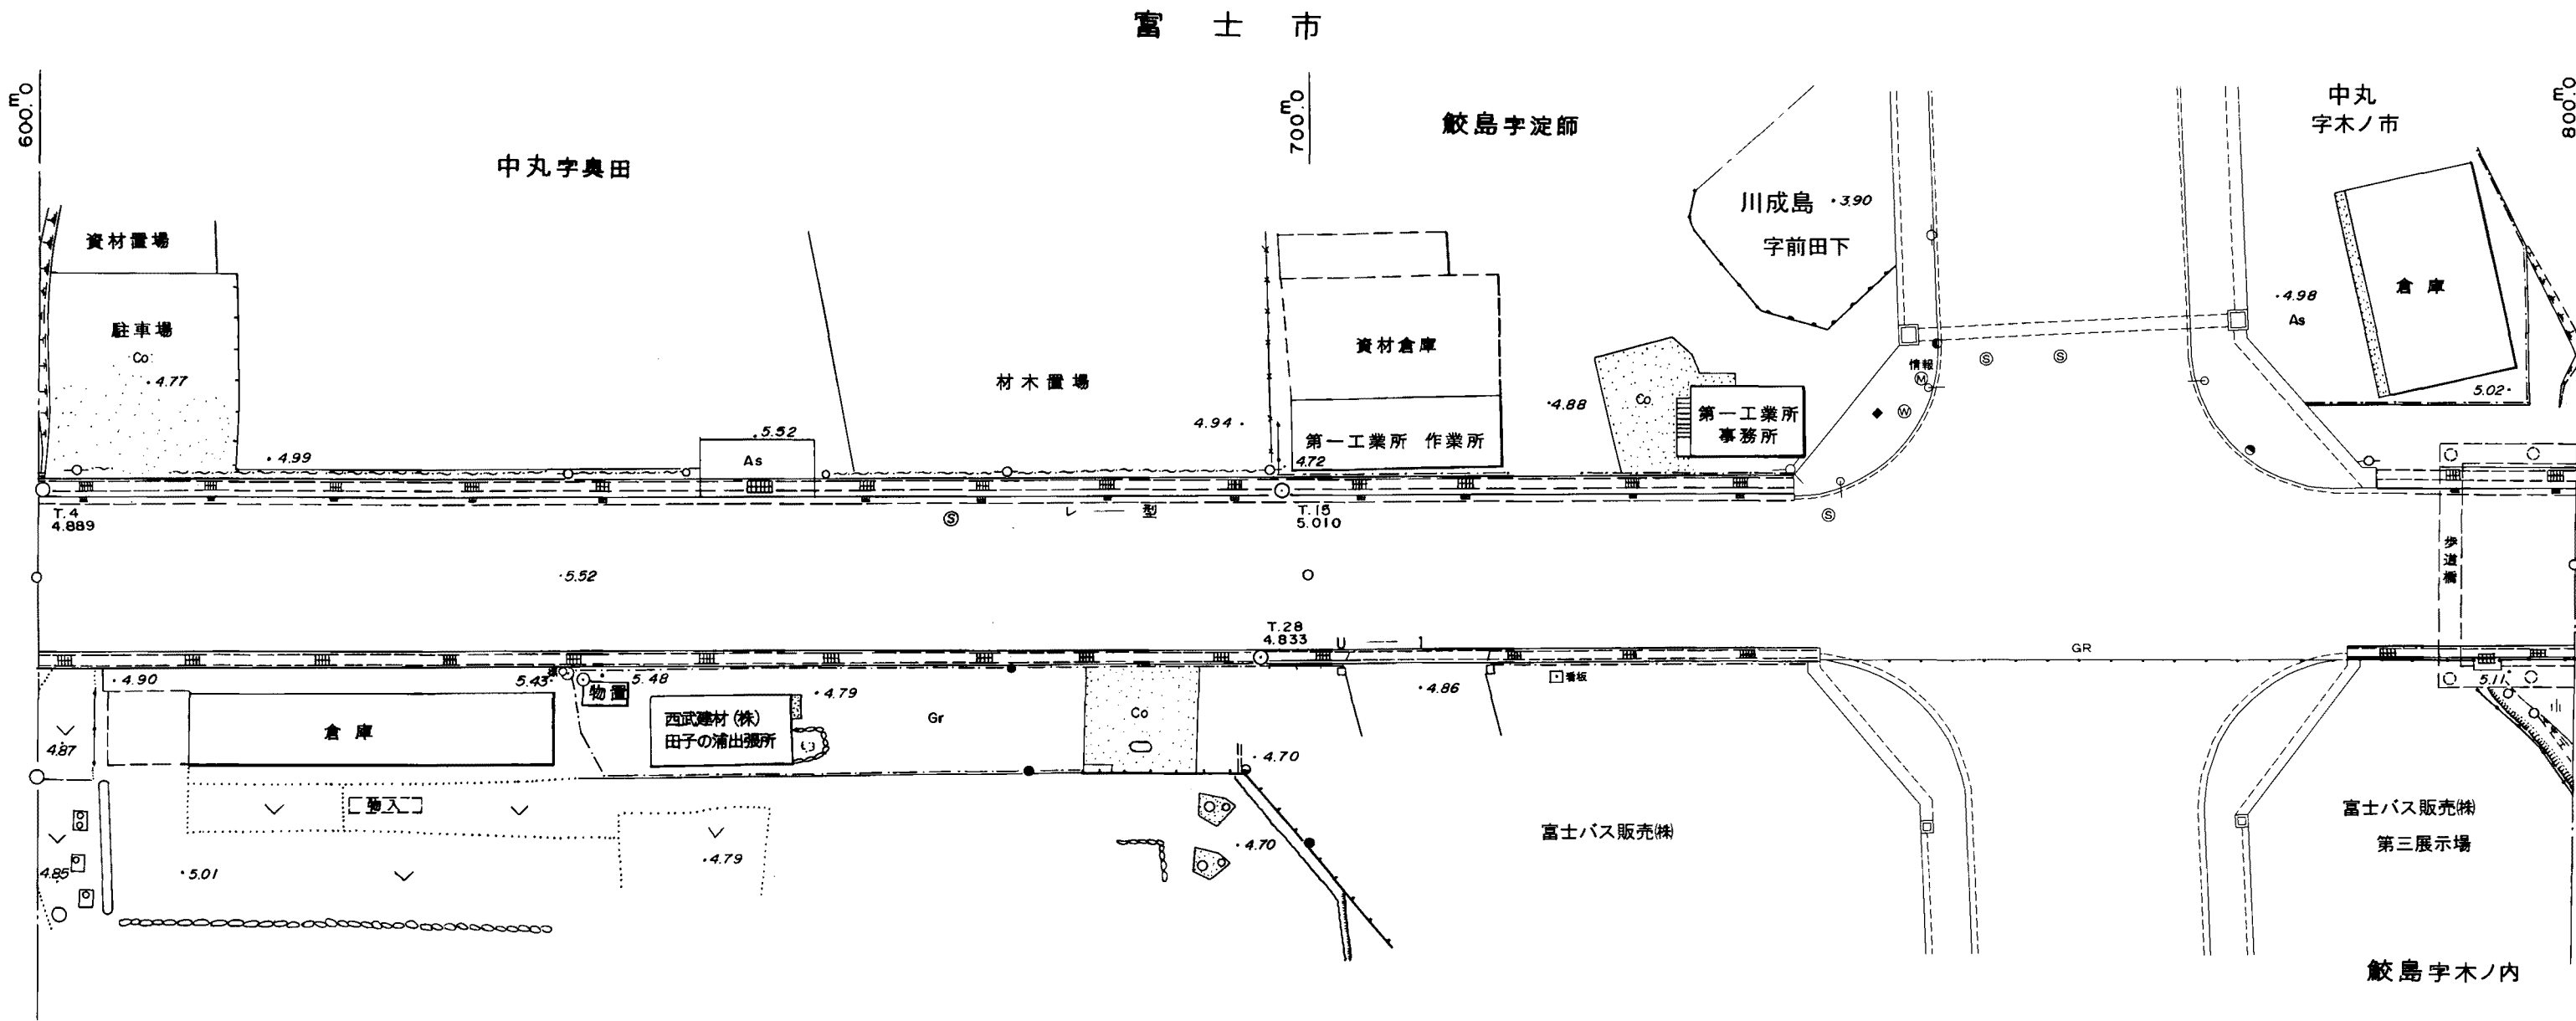 富士市
600.0m
700.0m
800.0m
中丸字奥田
鮫島字淀師
中丸
字木ノ市
川成島 ・3.90
字前田下
資材置場
駐車場
Co
・4.77
・4.99
・5.52
As
材木置場
4.94・
資材倉庫
第一工業所 作業所
・4.72
・4.88
Co
第一工業所
事務所
情報
M
W
S
S
・4.98
As
倉庫
5.02・
T.4
4.889
S
レ型
T.15
5.010
S
歩道橋
・5.52
T.28
4.833
U 1
GR
・4.90
5.43
・5.48
物置
・4.79
・4.86
看板
5.11
倉庫
西武建材(株)
田子の浦出張所
Gr
Co
4.87
・4.70
物入
富士バス販売(株)
富士バス販売(株)
第三展示場
4.85
・5.01
・4.79
・4.70
鮫島字木ノ内